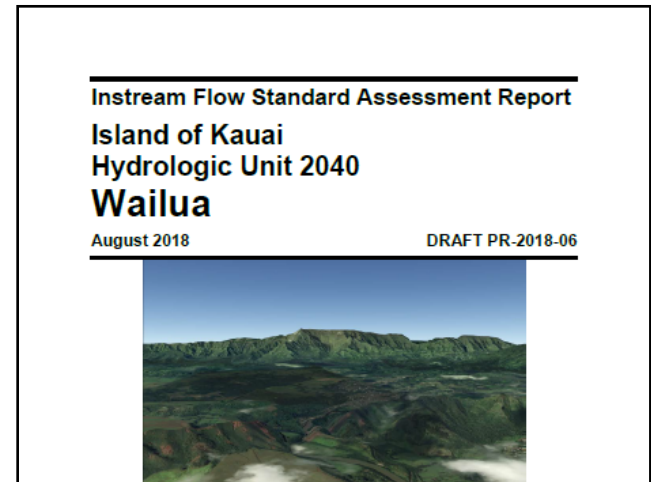 Instream Flow Standard Assessment Report
Island of Kauai
Hydrologic Unit 2040
Wailua
August 2018 DRAFT PR-2018-06